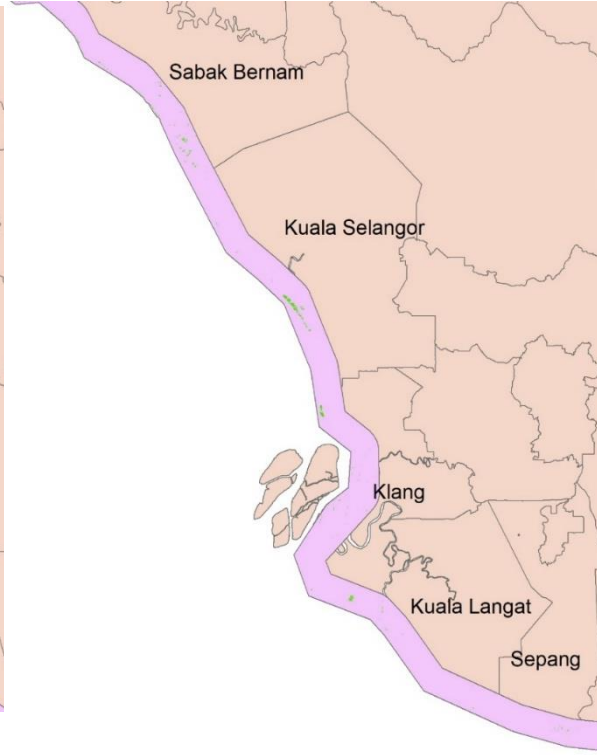 Sabak Bernam
Kuala Selangor
Klang
Kuala Langat
Sepang